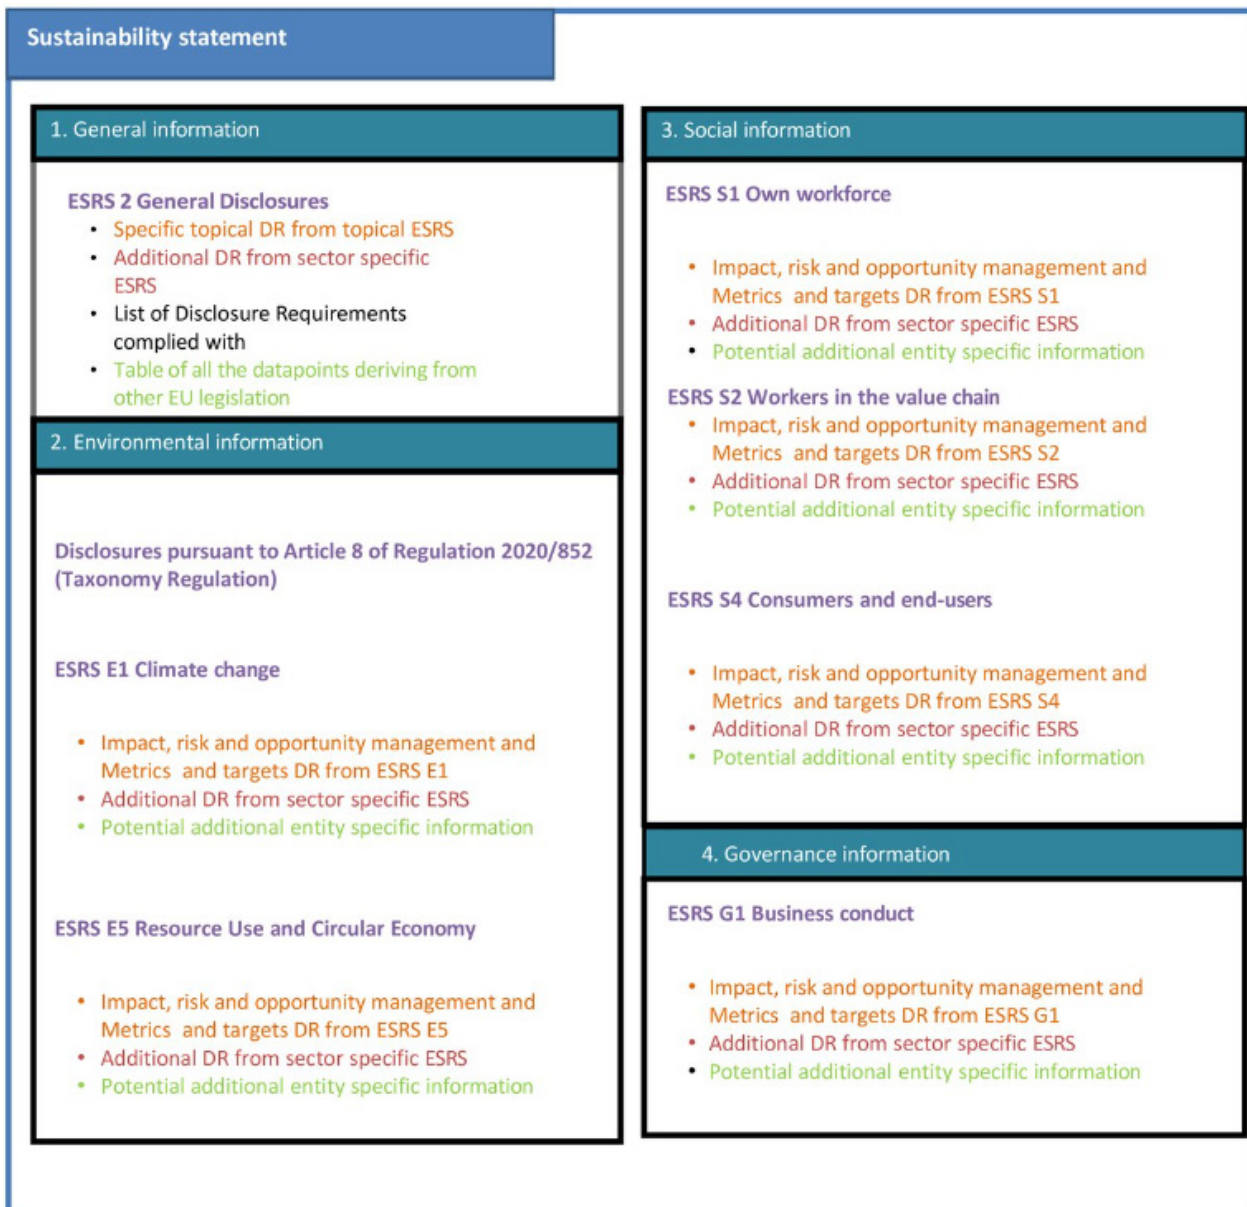 Sustainability statement
1. General information
ESRS 2 General Disclosures
• Specific topical DR from topical ESRS
• Additional DR from sector specific
ESRS
• List of Disclosure Requirements
complied with
• Table of all the datapoints deriving from
other EU legislation
2. Environmental information
Disclosures pursuant to Article 8 of Regulation 2020/852
(Taxonomy Regulation)
ESRS E1 Climate change
• Impact, risk and opportunity management and
Metrics and targets DR from ESRS E1
• Additional DR from sector specific ESRS
• Potential additional entity specific information
ESRS E5 Resource Use and Circular Economy
• Impact, risk and opportunity management and
Metrics and targets DR from ESRS E5
• Additional DR from sector specific ESRS
• Potential additional entity specific information
3. Social information
ESRS S1 Own workforce
• Impact, risk and opportunity management and
Metrics and targets DR from ESRS S1
• Additional DR from sector specific ESRS
• Potential additional entity specific information
ESRS S2 Workers in the value chain
• Impact, risk and opportunity management and
Metrics and targets DR from ESRS S2
• Additional DR from sector specific ESRS
• Potential additional entity specific information
ESRS S4 Consumers and end-users
• Impact, risk and opportunity management and
Metrics and targets DR from ESRS S4
• Additional DR from sector specific ESRS
• Potential additional entity specific information
4. Governance information
ESRS G1 Business conduct
• Impact, risk and opportunity management and
Metrics and targets DR from ESRS G1
• Additional DR from sector specific ESRS
• Potential additional entity specific information